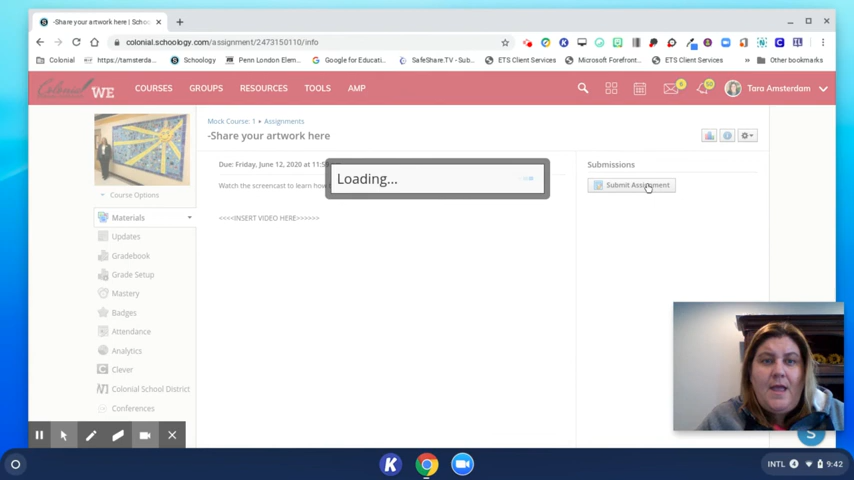 -Share your artwork here | Schoo
colonial.schoology.com/assignment/2473150110/info
Colonial
https://tamsterda...
Schoology
Penn London Elem...
Google for Educati...
SafeShare.TV - Sub...
ETS Client Services
Microsoft Forefront...
ETS Client Services
Other bookmarks
Colonial WE
COURSES
GROUPS
RESOURCES
TOOLS
AMP
Tara Amsterdam
Mock Course: 1 ▸ Assignments
-Share your artwork here
Due: Friday, June 12, 2020 at 11:59
Watch the screencast to learn how
<<<<INSERT VIDEO HERE>>>>>>
Loading...
Submissions
Submit Assignment
Course Options
Materials
Updates
Gradebook
Grade Setup
Mastery
Badges
Attendance
Analytics
Clever
Colonial School District
Conferences
INTL
9:42